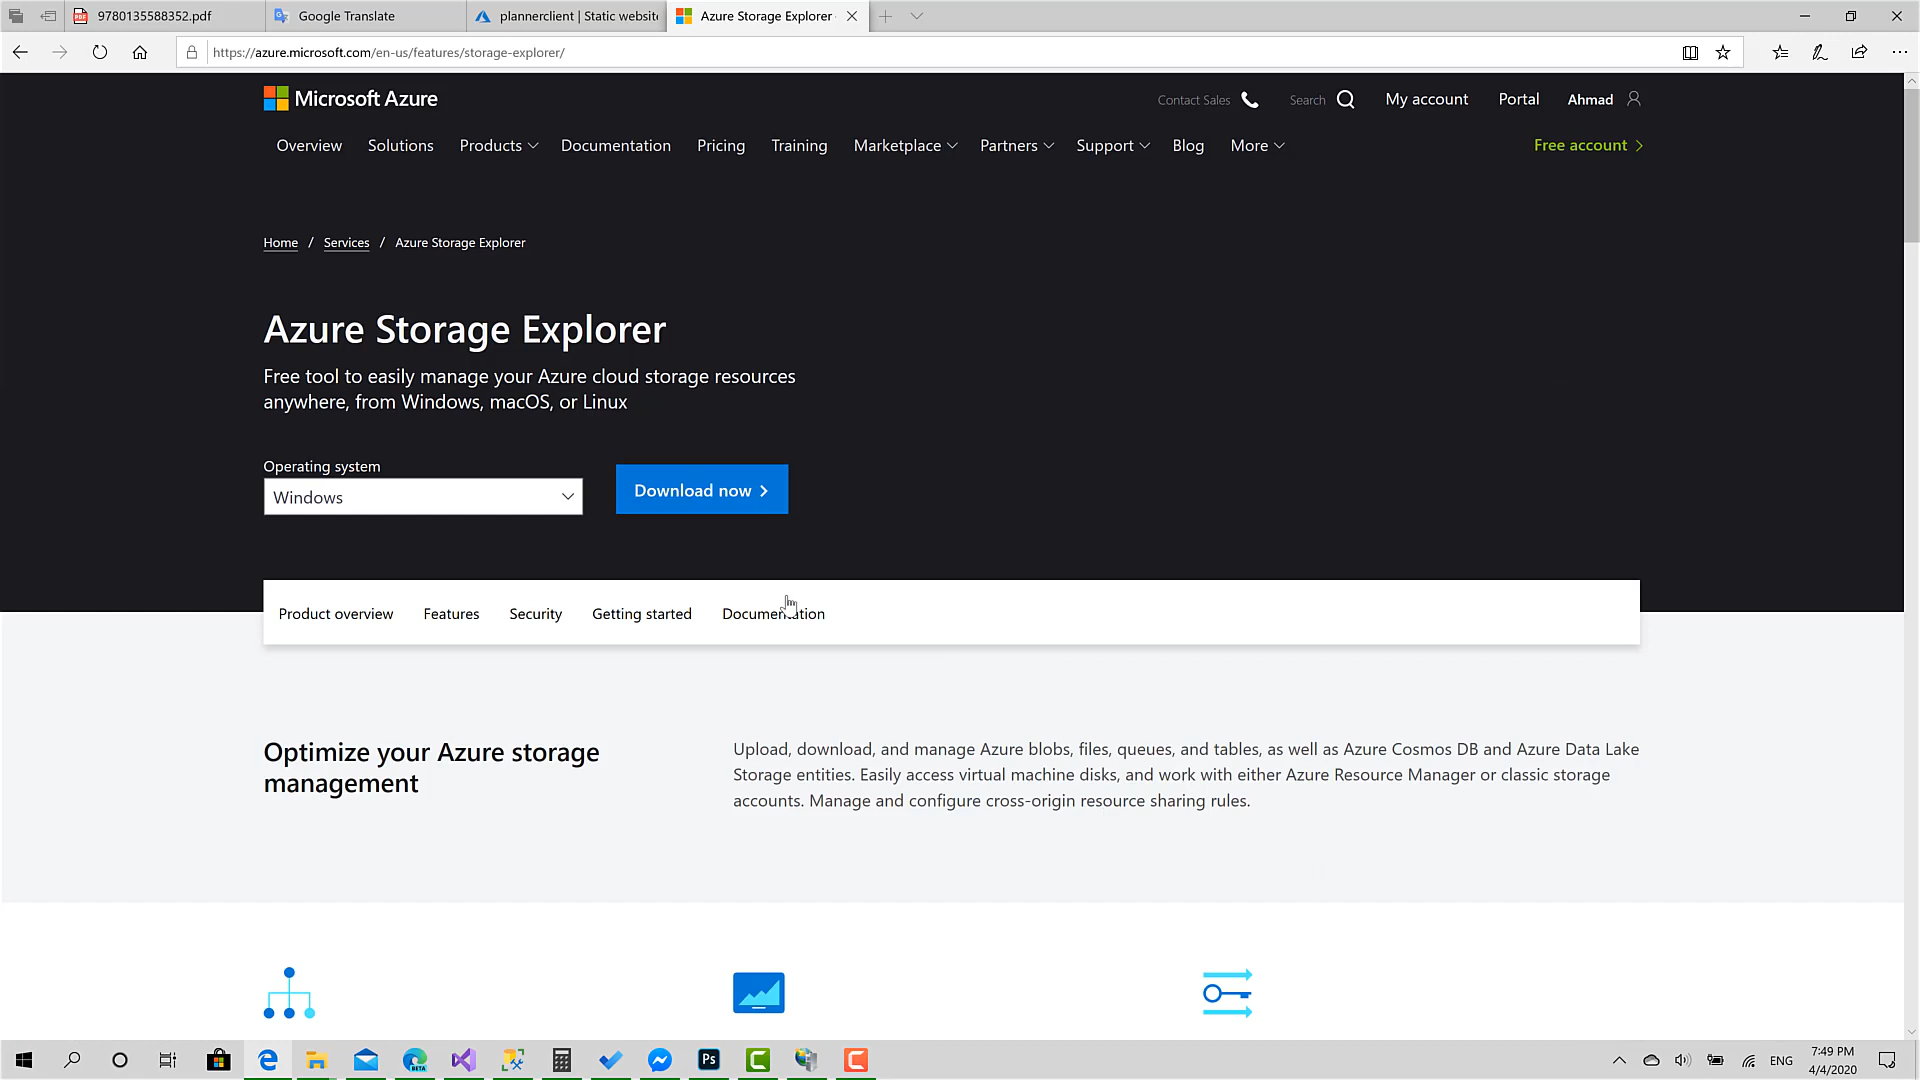 9780135588352.pdf
Google Translate
plannerclient | Static website
Azure Storage Explorer
https://azure.microsoft.com/en-us/features/storage-explorer/
Microsoft Azure
Contact Sales
Search
My account
Portal
Ahmad
Overview
Solutions
Products
Documentation
Pricing
Training
Marketplace
Partners
Support
Blog
More
Free account
Home / Services / Azure Storage Explorer
Azure Storage Explorer
Free tool to easily manage your Azure cloud storage resources
anywhere, from Windows, macOS, or Linux
Operating system
Windows
Download now
Product overview
Features
Security
Getting started
Documentation
Optimize your Azure storage
management
Upload, download, and manage Azure blobs, files, queues, and tables, as well as Azure Cosmos DB and Azure Data Lake
Storage entities. Easily access virtual machine disks, and work with either Azure Resource Manager or classic storage
accounts. Manage and configure cross-origin resource sharing rules.
BETA
Ps
ENG
7:49 PM
4/4/2020